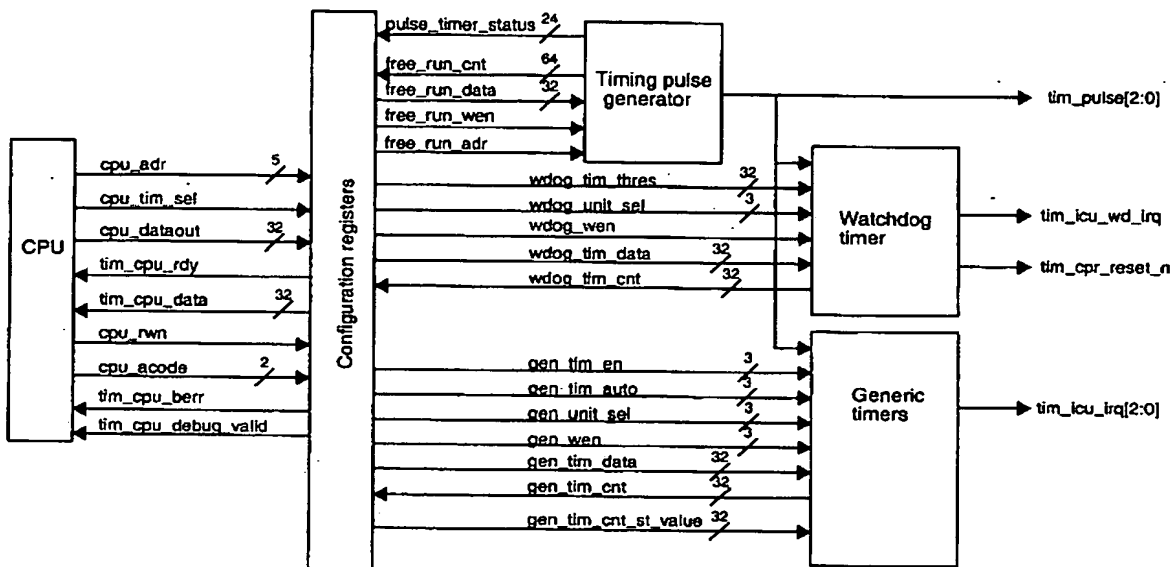 CPU
cpu_adr
5
cpu_tim_sel
cpu_dataout
32
tim_cpu_rdy
tim_cpu_data
32
cpu_rwn
cpu_acode
2
tim_cpu_berr
tim_cpu_debug_valid
Configuration registers
pulse_timer_status
24
free_run_cnt
64
free_run_data
32
free_run_wen
free_run_adr
Timing pulse
generator
tim_pulse[2:0]
wdog_tim_thres
32
wdog_unit_sel
3
wdog_wen
wdog_tim_data
32
wdog_tim_cnt
32
Watchdog
timer
tim_icu_wd_irq
tim_cpr_reset_n
gen_tim_en
3
gen_tim_auto
3
gen_unit_sel
3
gen_wen
3
gen_tim_data
32
gen_tim_cnt
32
gen_tim_cnt_st_value
32
Generic
timers
tim_icu_irq[2:0]